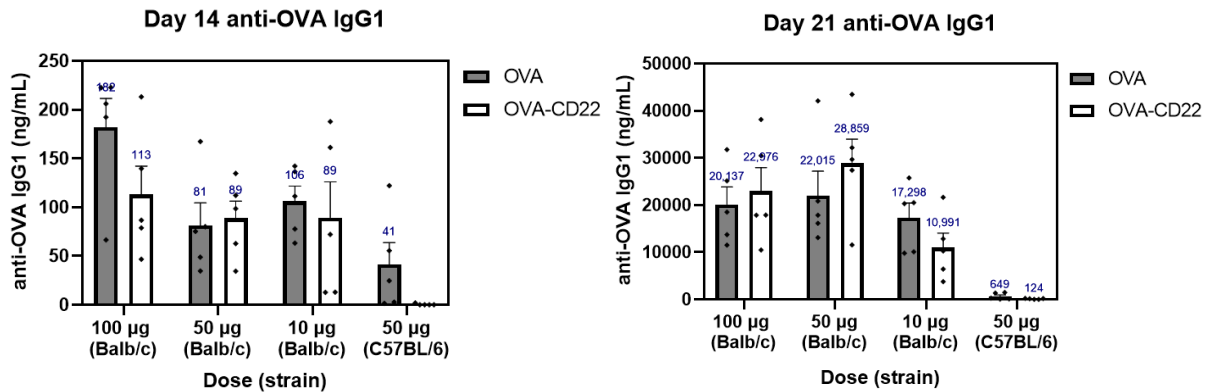 Day 14 anti-OVA IgG1
anti-OVA IgG1 (ng/mL)
250
200
150
100
50
0
182
113
81
89
106
89
41
100 µg
(Balb/c)
50 µg
(Balb/c)
10 µg
(Balb/c)
50 µg
(C57BL/6)
Dose (strain)
OVA
OVA-CD22
Day 21 anti-OVA IgG1
anti-OVA IgG1 (ng/mL)
50000
40000
30000
20000
10000
0
20,137
22,976
22,015
28,859
17,298
10,991
649
124
100 µg
(Balb/c)
50 µg
(Balb/c)
10 µg
(Balb/c)
50 µg
(C57BL/6)
Dose (strain)
OVA
OVA-CD22